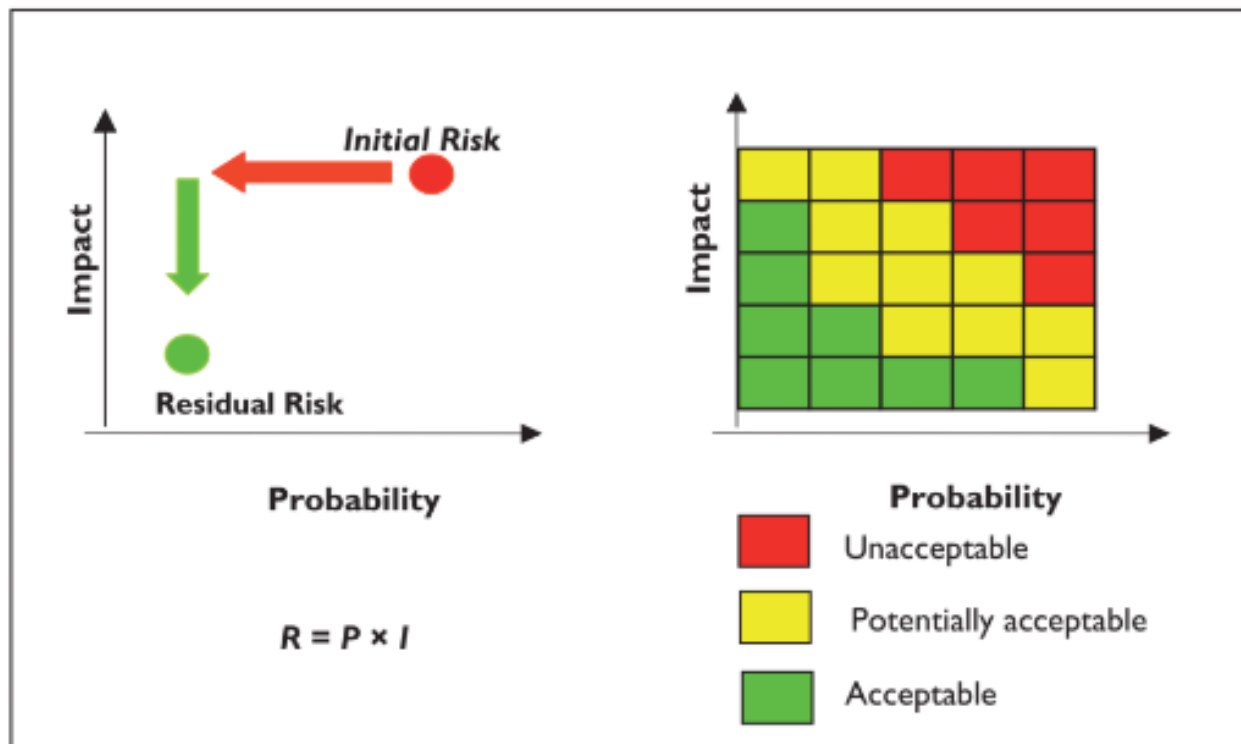 Initial Risk
Impact
Residual Risk
Probability
R = P × I
Impact
Probability
Unacceptable
Potentially acceptable
Acceptable